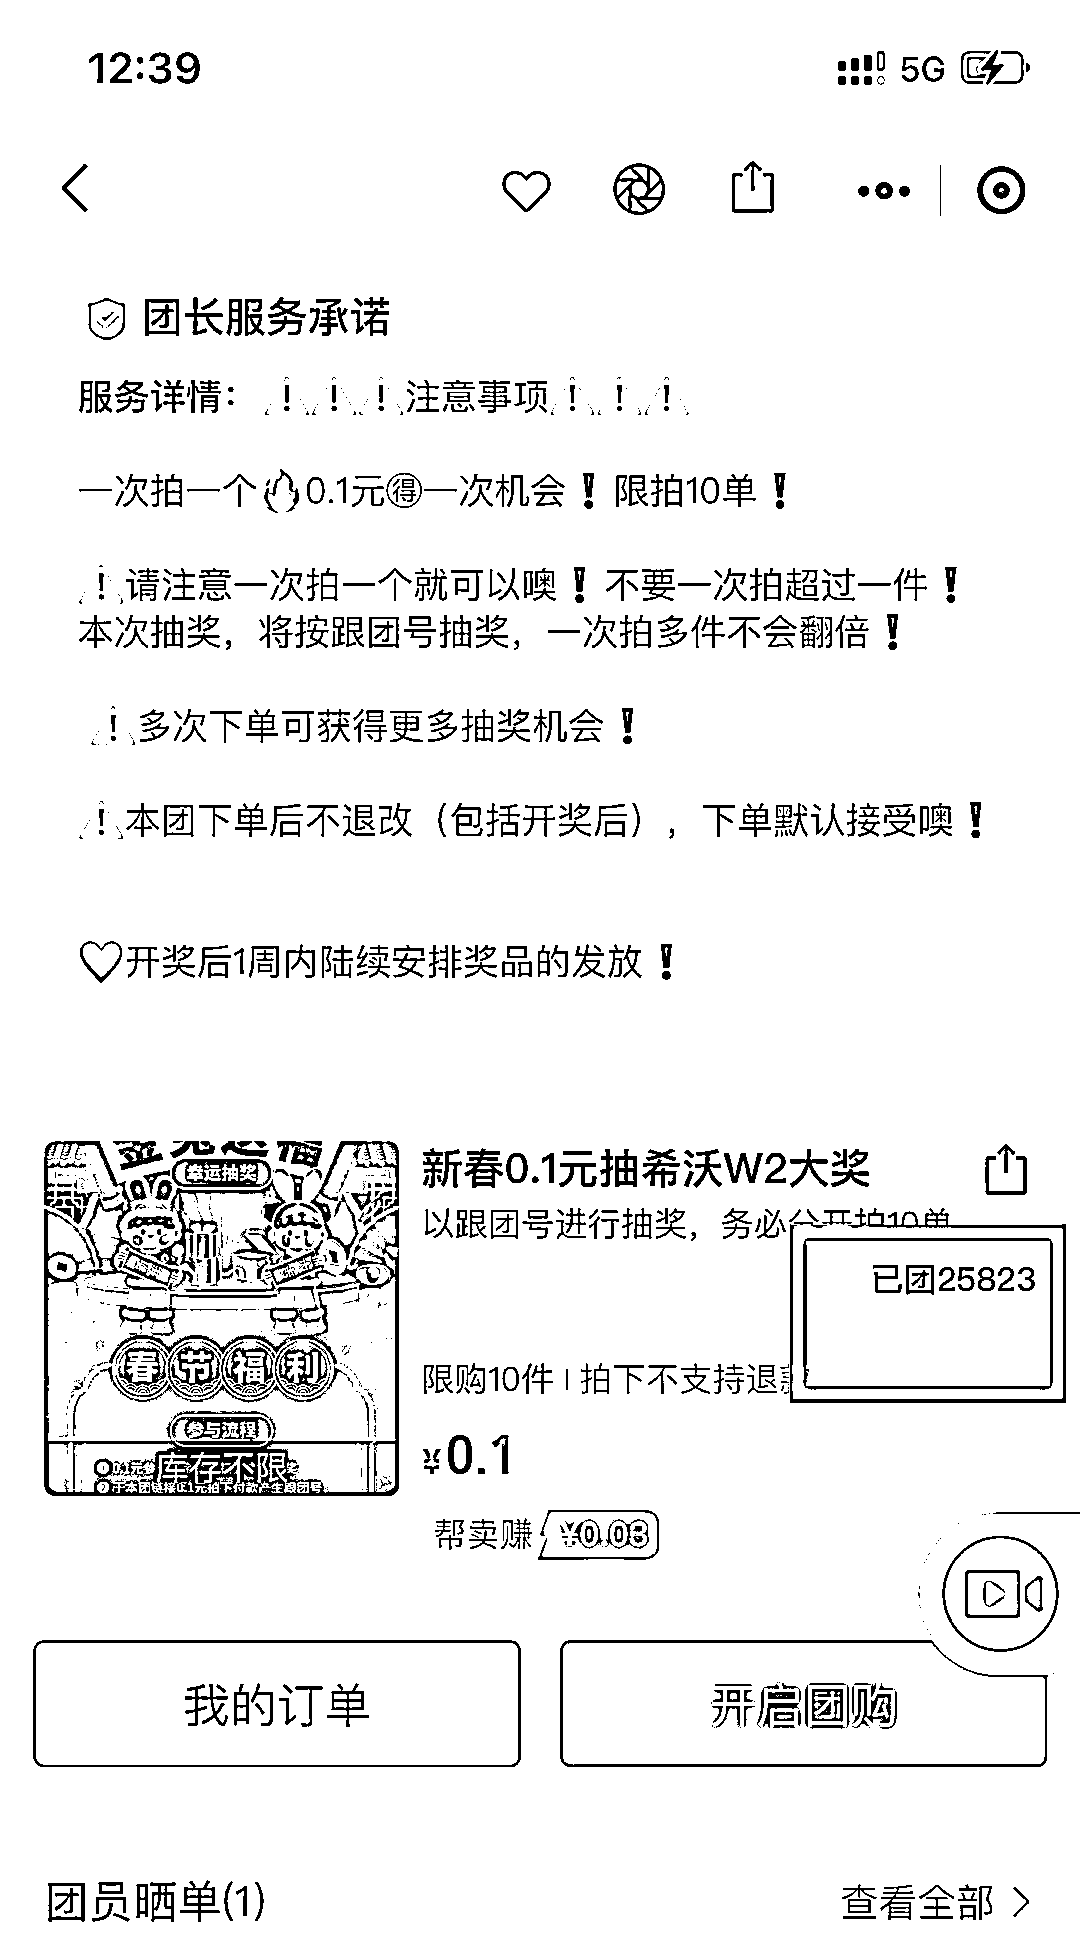 12:39
5G
团长服务承诺
服务详情：❗❗❗注意事项❗❗❗
一次拍一个🔥0.1元🉐一次机会❗限拍10单❗
❗请注意一次拍一个就可以噢❗不要一次拍超过一件❗
本次抽奖，将按跟团号抽奖，一次拍多件不会翻倍❗
❗多次下单可获得更多抽奖机会❗
❗本团下单后不退改（包括开奖后），下单默认接受噢❗
♡开奖后1周内陆续安排奖品的发放❗
幸运抽奖
春节福利
参与流程
库存不限
新春0.1元抽希沃W2大奖
以跟团号进行抽奖，务必分开拍10单
已团25823
限购10件 | 拍下不支持退款
¥0.1
帮卖赚 ¥0.03
我的订单
开启团购
团员晒单(1)
查看全部